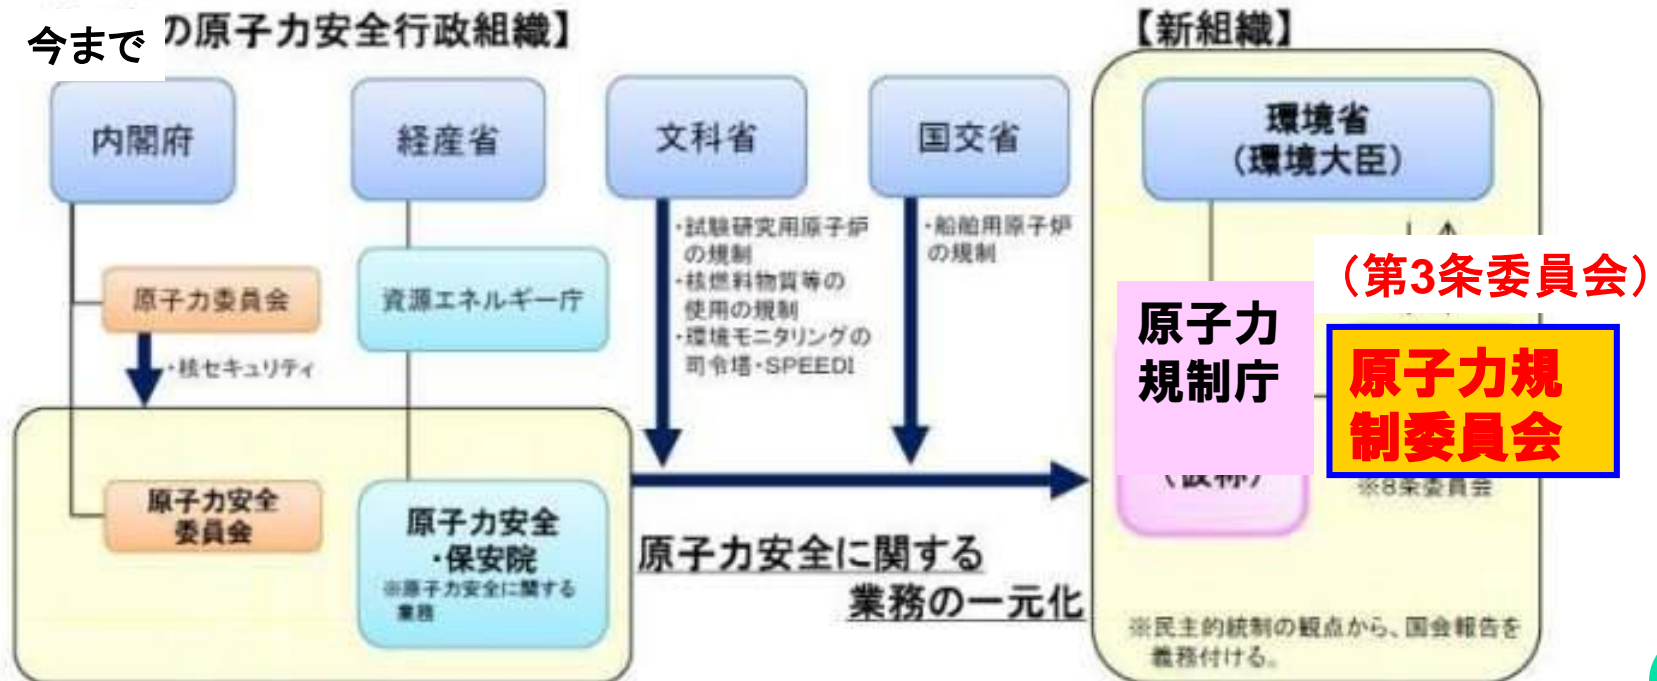 今まで
の原子力安全行政組織】
【新組織】
内閣府
経産省
文科省
国交省
環境省
（環境大臣）
・試験研究用原子炉
の規制
・核燃料物質等の
使用の規制
・環境モニタリングの
司令塔・SPEEDI
・船舶用原子炉
の規制
原子力委員会
・核セキュリティ
資源エネルギー庁
（第3条委員会）
原子力
規制庁
原子力規
制委員会
（仮称）
※8条委員会
原子力安全
委員会
原子力安全
・保安院
※原子力安全に関する
業務
原子力安全に関する
業務の一元化
※民主的統制の観点から、国会報告を
義務付ける。